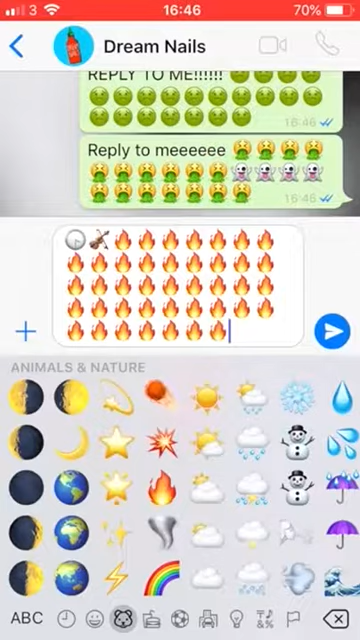 3 16:46 70%
Dream Nails
REPLY TO ME!!!!!!
16:46
Reply to meeeeee
16:46
ANIMALS & NATURE
ABC